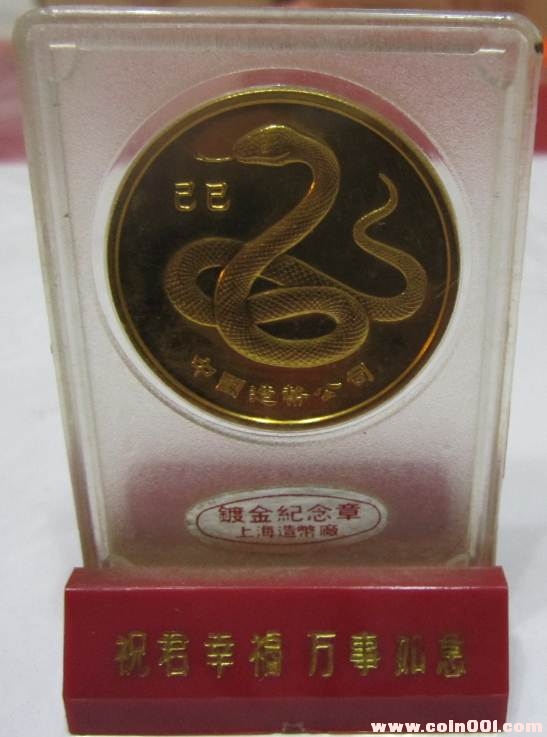 己巳
中國造幣公司
鍍金紀念章
上海造幣廠
祝君幸福 万事如意
www.coin001.com